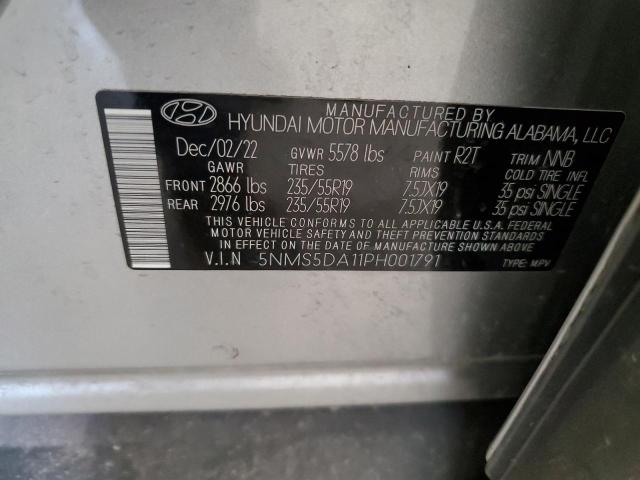 MANUFACTURED BY
HYUNDAI MOTOR MANUFACTURING ALABAMA, LLC
Dec/02/22 GVWR 5578 lbs PAINT R2T TRIM NNB
GAWR TIRES RIMS COLD TIRE INFL
FRONT 2866 lbs 235/55R19 7.5JX19 35 psi SINGLE
REAR 2976 lbs 235/55R19 7.5JX19 35 psi SINGLE
THIS VEHICLE CONFORMS TO ALL APPLICABLE U.S.A. FEDERAL
MOTOR VEHICLE SAFETY AND THEFT PREVENTION STANDARDS
IN EFFECT ON THE DATE OF MANUFACTURE SHOWN ABOVE.
V.I.N 5NMS5DA11PH001791 TYPE: MPV